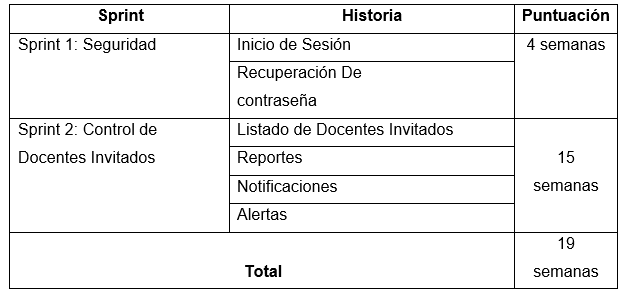 Sprint Historia Puntuación
Sprint 1: Seguridad Inicio de Sesión 4 semanas
Recuperación De
contraseña
Sprint 2: Control de Listado de Docentes Invitados
Docentes Invitados Reportes 15
Notificaciones semanas
Alertas
19
Total semanas